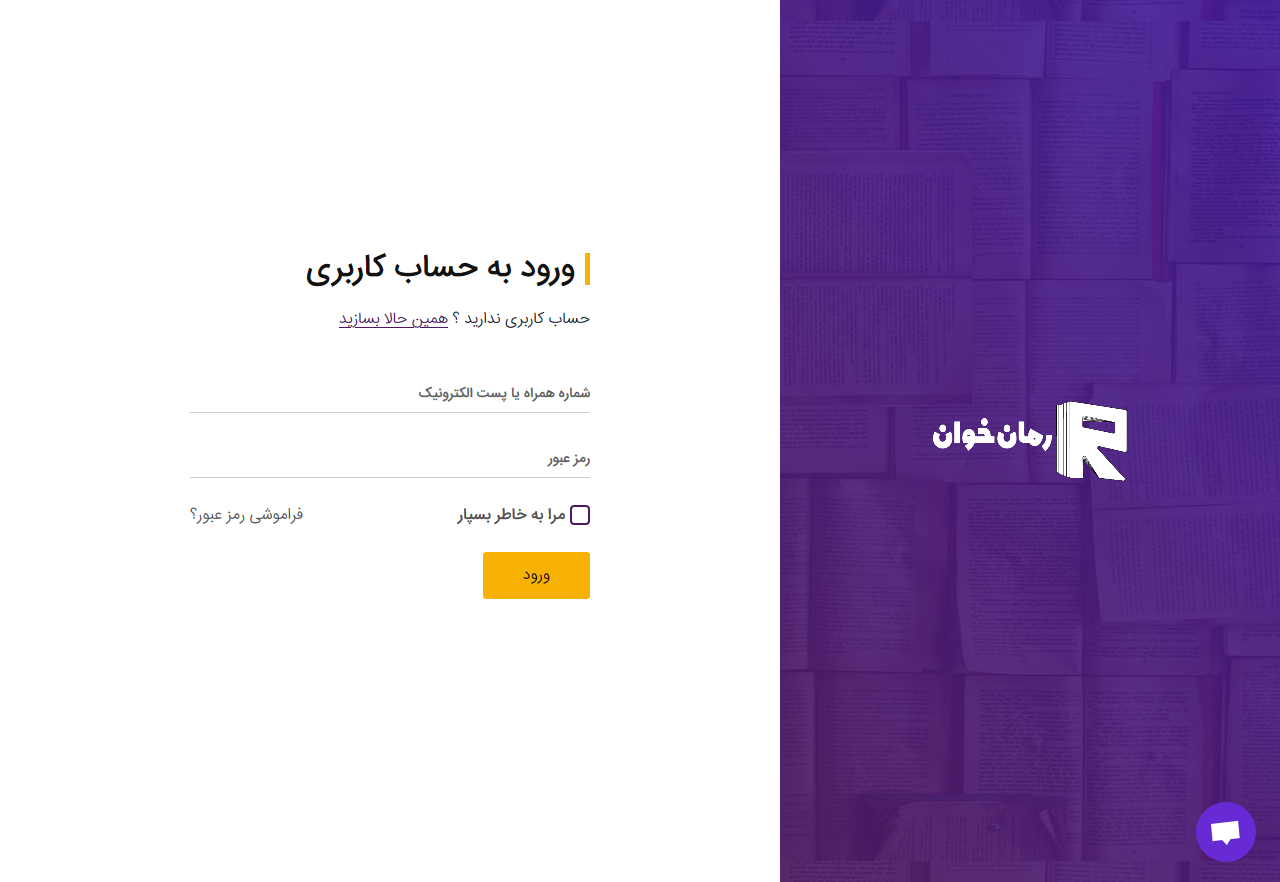 ورود به حساب کاربری
حساب کاربری ندارید ؟ همین حالا بسازید
شماره همراه یا پست الکترونیک
رمز عبور
مرا به خاطر بسپار
فراموشی رمز عبور؟
ورود
رمان خوان